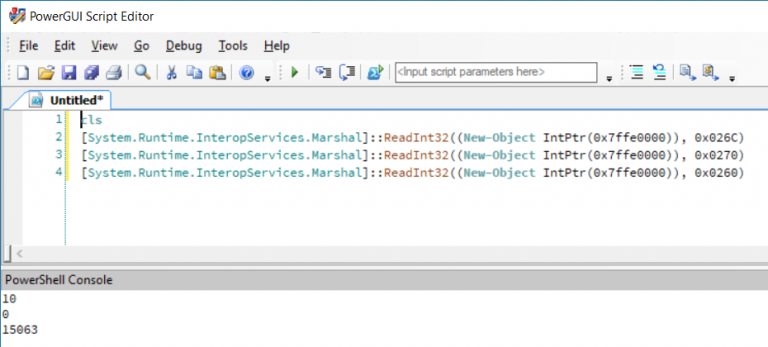 PowerGUI Script Editor
File Edit View Go Debug Tools Help
<Input script parameters here>
Untitled*
1 cls
2 [System.Runtime.InteropServices.Marshal]::ReadInt32((New-Object IntPtr(0x7ffe0000)), 0x026C)
3 [System.Runtime.InteropServices.Marshal]::ReadInt32((New-Object IntPtr(0x7ffe0000)), 0x0270)
4 [System.Runtime.InteropServices.Marshal]::ReadInt32((New-Object IntPtr(0x7ffe0000)), 0x0260)
PowerShell Console
10
0
15063